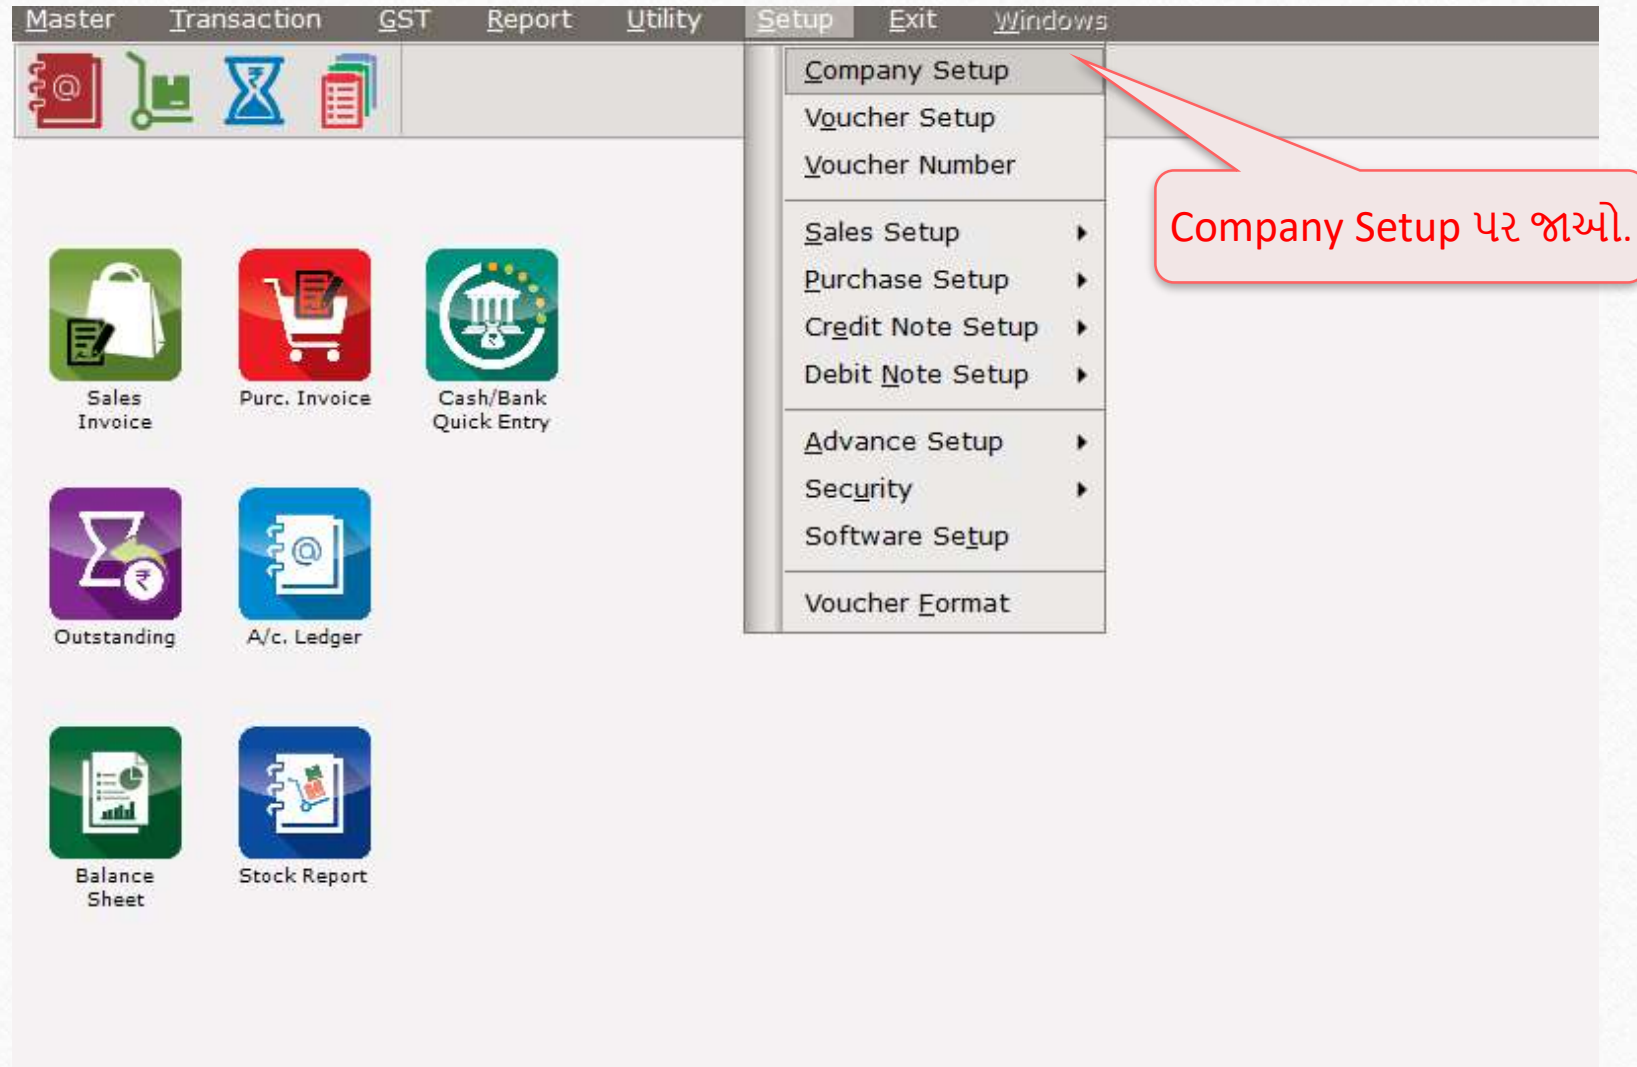 Master Transaction GST Report Utility Setup Exit Windows
Company Setup
Voucher Setup
Voucher Number
Sales Setup
Purchase Setup
Credit Note Setup
Debit Note Setup
Advance Setup
Security
Software Setup
Voucher Format
Company Setup પર જાઓ.
Sales
Invoice
Purc. Invoice
Cash/Bank
Quick Entry
Outstanding
A/c. Ledger
Balance
Sheet
Stock Report